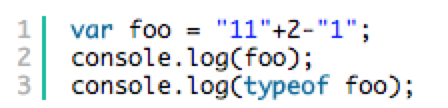 1 var foo = "11"+2-"1";
2 console.log(foo);
3 console.log(typeof foo);